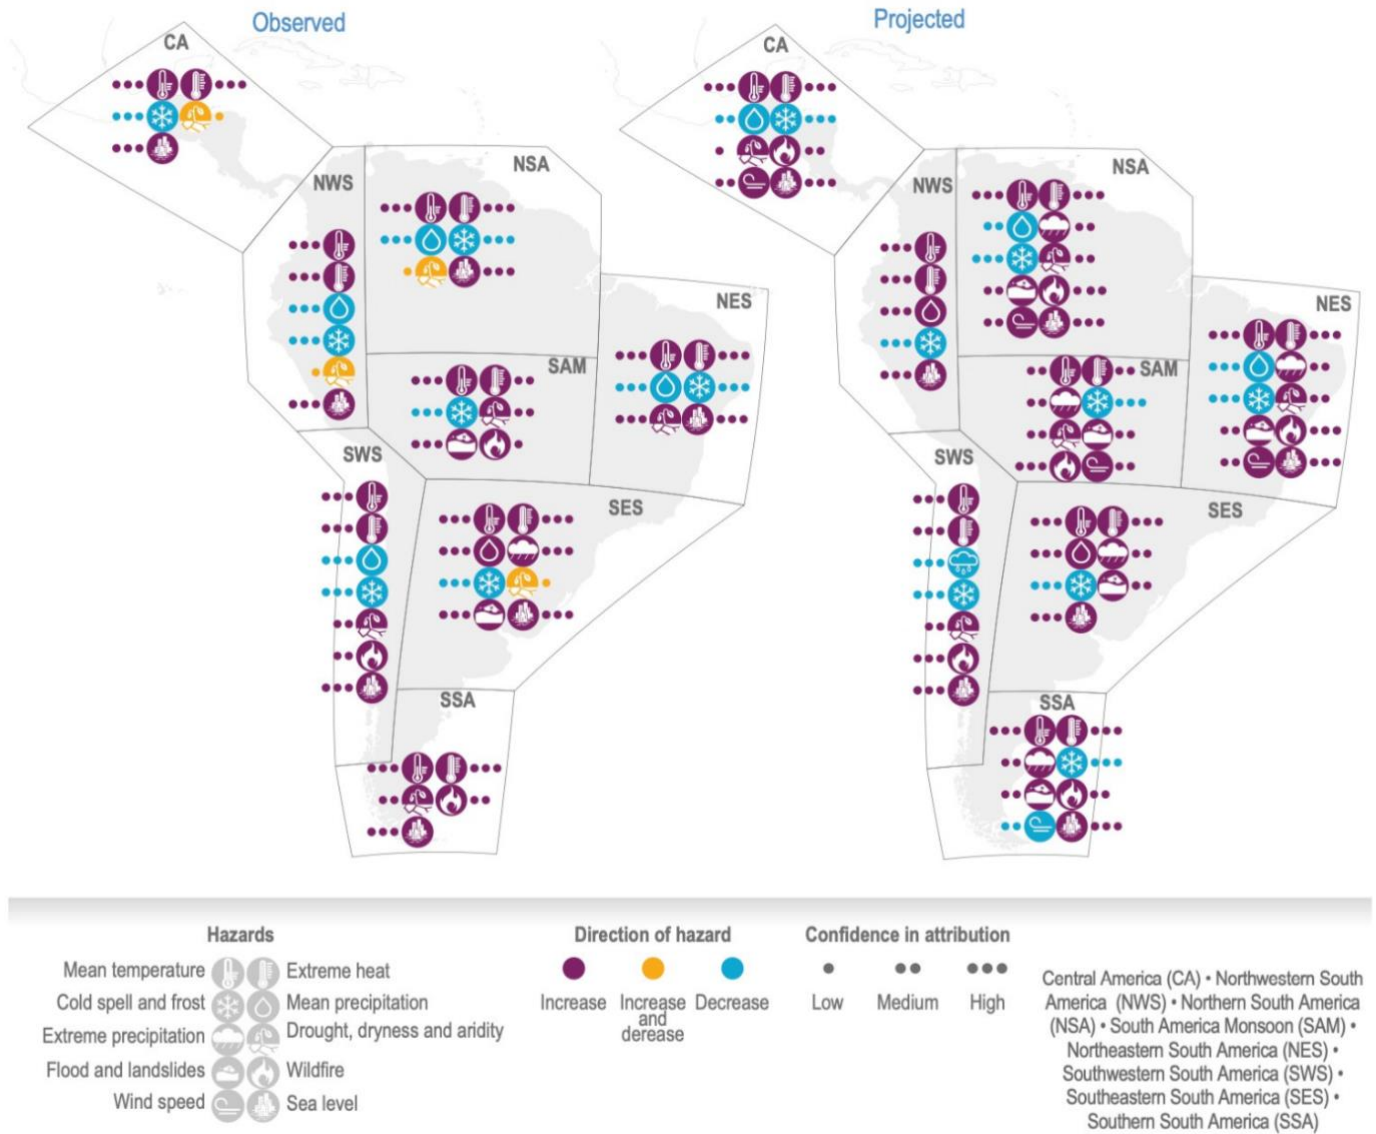 Observed
Projected
CA
NWS
NSA
NES
SAM
SWS
SES
SSA
CA
NWS
NSA
NES
SAM
SWS
SES
SSA
Hazards
Mean temperature
Extreme heat
Cold spell and frost
Mean precipitation
Extreme precipitation
Drought, dryness and aridity
Flood and landslides
Wildfire
Wind speed
Sea level
Direction of hazard
Increase
Increase
and
derease
Decrease
Confidence in attribution
Low
Medium
High
Central America (CA) • Northwestern South
America (NWS) • Northern South America
(NSA) • South America Monsoon (SAM) •
Northeastern South America (NES) •
Southwestern South America (SWS) •
Southeastern South America (SES) •
Southern South America (SSA)